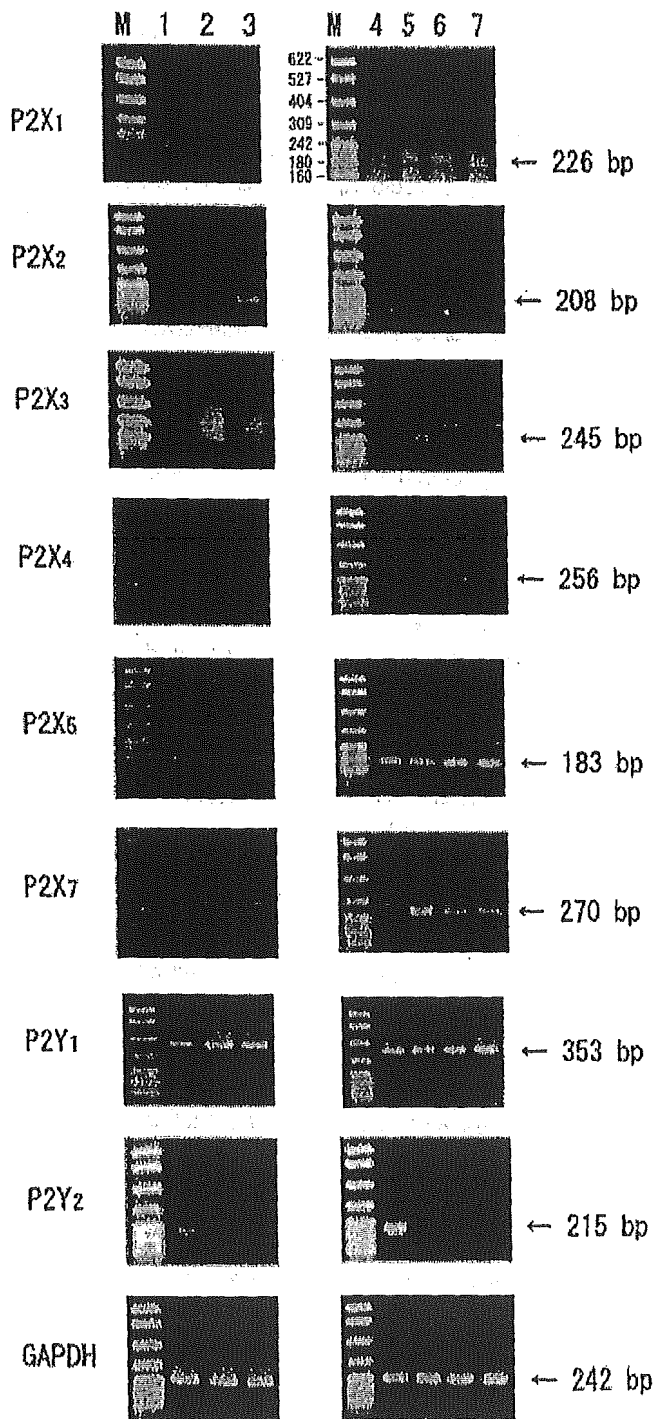 M 1 2 3 M 4 5 6 7
P2X1
622
527
404
309
242
180
160
← 226 bp
P2X2
← 208 bp
P2X3
← 245 bp
P2X4
← 256 bp
P2X6
← 183 bp
P2X7
← 270 bp
P2Y1
← 353 bp
P2Y2
← 215 bp
GAPDH
← 242 bp